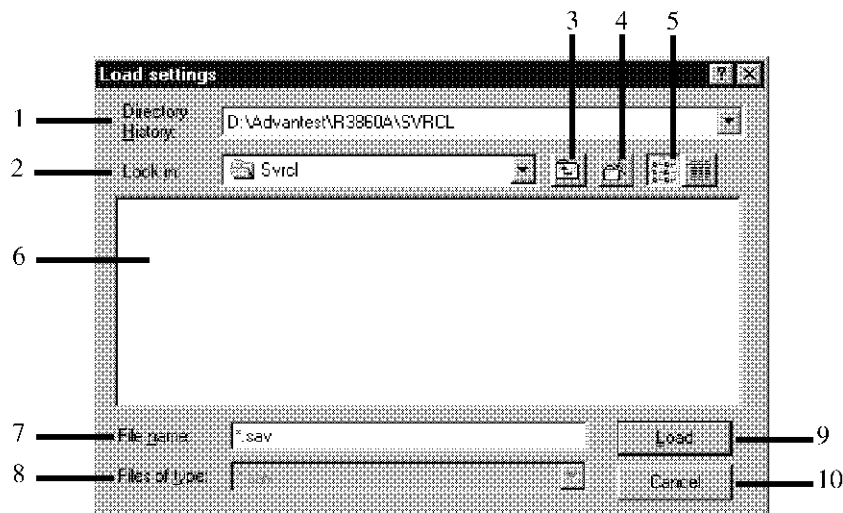 3 4 5
Load settings
1 Directory
History: D:\Advantest\R3860A\SVRCL
2 Look in: Svrcl
6
7 File name: *.sav Load 9
8 Files of type: *.sav Cancel 10